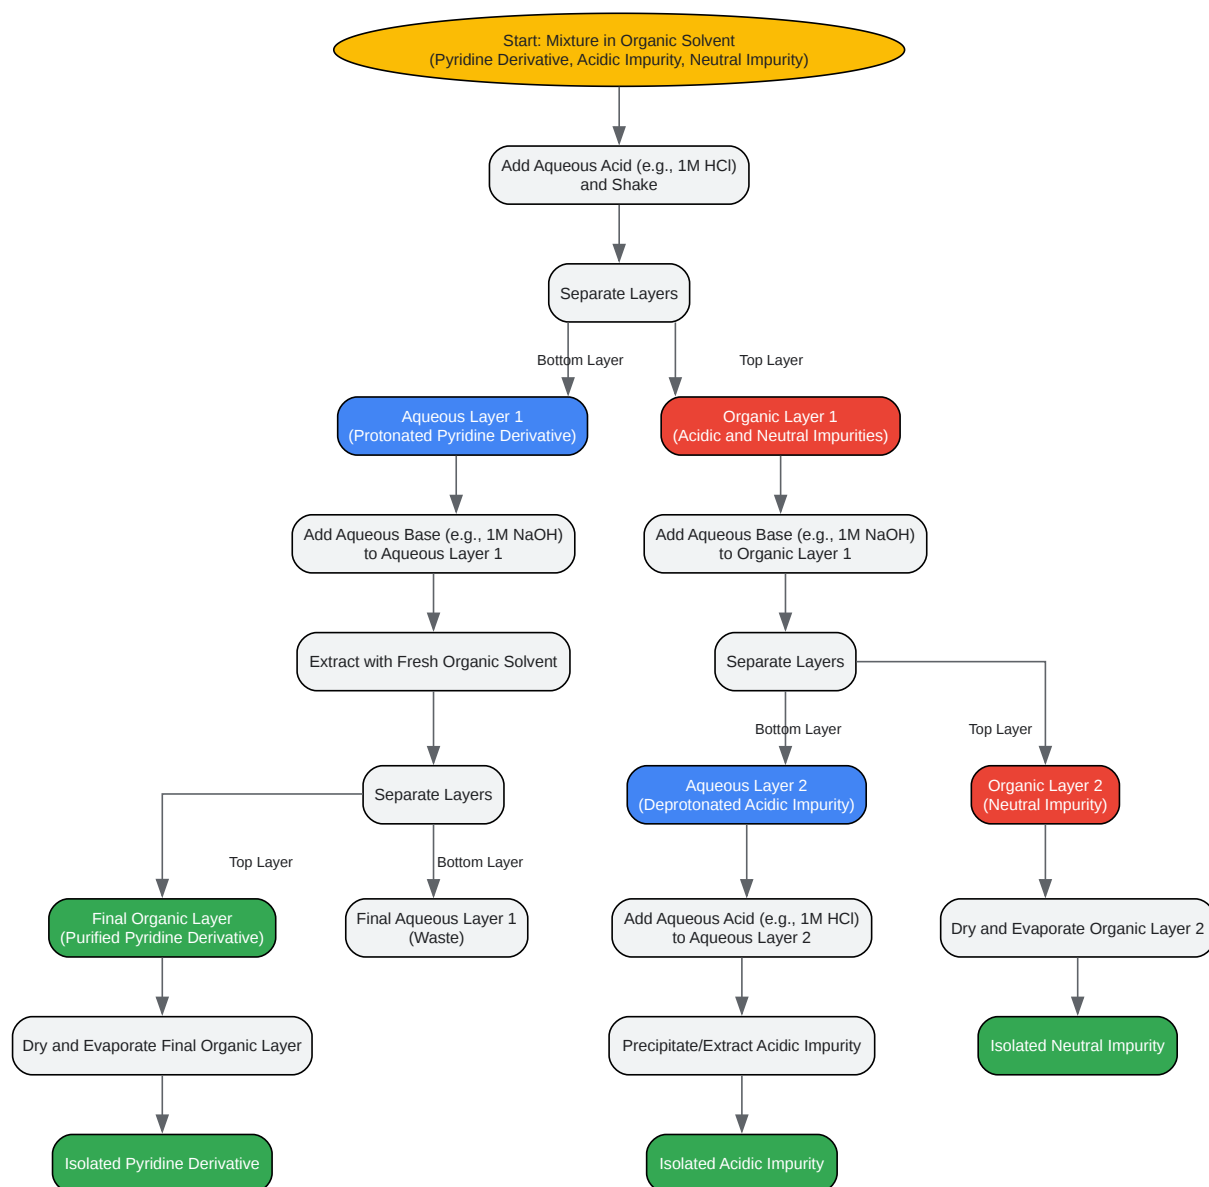 Start: Mixture in Organic Solvent
(Pyridine Derivative, Acidic Impurity, Neutral Impurity)
Add Aqueous Acid (e.g., 1M HCl)
and Shake
Separate Layers
Bottom Layer
Top Layer
Aqueous Layer 1
(Protonated Pyridine Derivative)
Organic Layer 1
(Acidic and Neutral Impurities)
Add Aqueous Base (e.g., 1M NaOH)
to Aqueous Layer 1
Add Aqueous Base (e.g., 1M NaOH)
to Organic Layer 1
Extract with Fresh Organic Solvent
Separate Layers
Bottom Layer
Top Layer
Separate Layers
Aqueous Layer 2
(Deprotonated Acidic Impurity)
Organic Layer 2
(Neutral Impurity)
Top Layer
Bottom Layer
Final Organic Layer
(Purified Pyridine Derivative)
Final Aqueous Layer 1
(Waste)
Add Aqueous Acid (e.g., 1M HCl)
to Aqueous Layer 2
Dry and Evaporate Organic Layer 2
Dry and Evaporate Final Organic Layer
Precipitate/Extract Acidic Impurity
Isolated Neutral Impurity
Isolated Pyridine Derivative
Isolated Acidic Impurity